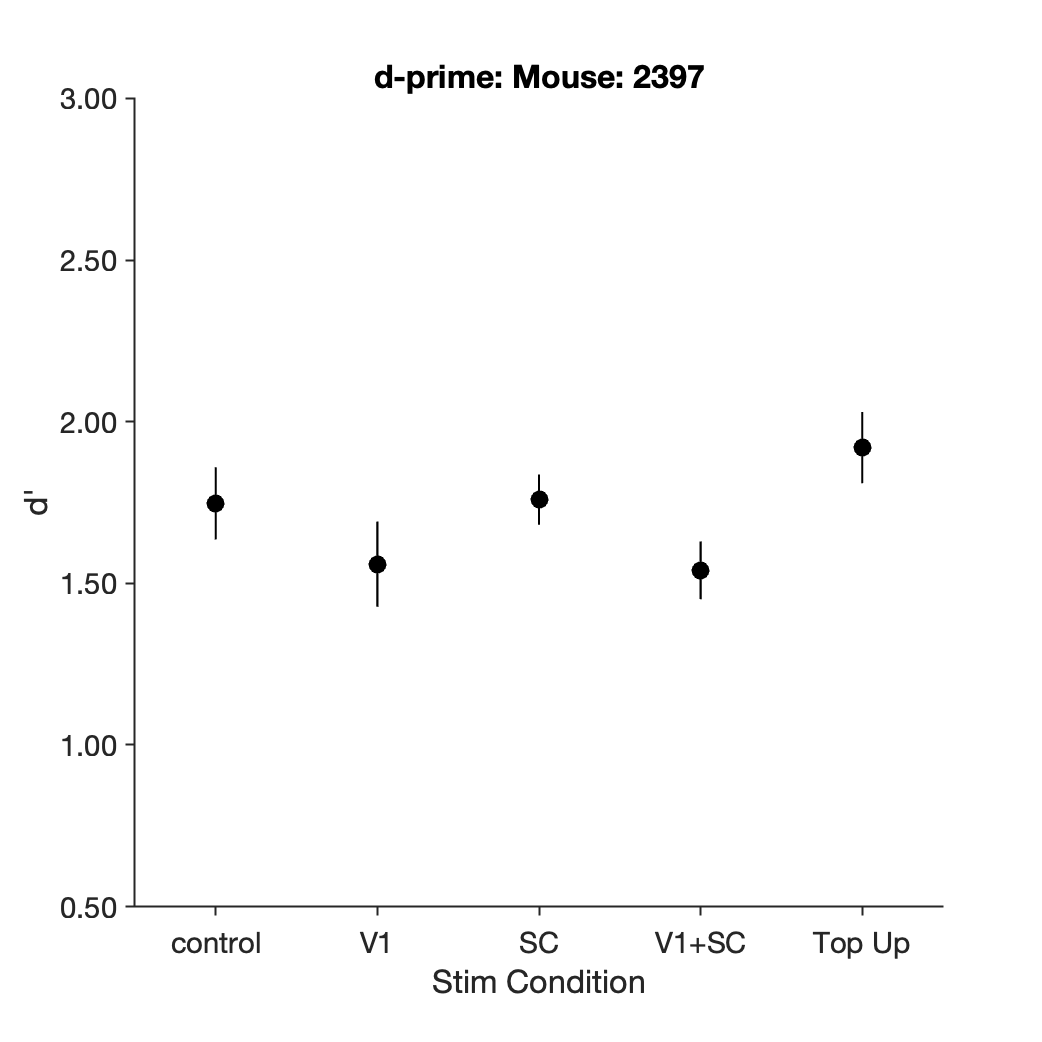 d-prime: Mouse: 2397
3.00
2.50
2.00
1.50
1.00
0.50
d'
control V1 SC V1+SC Top Up
Stim Condition